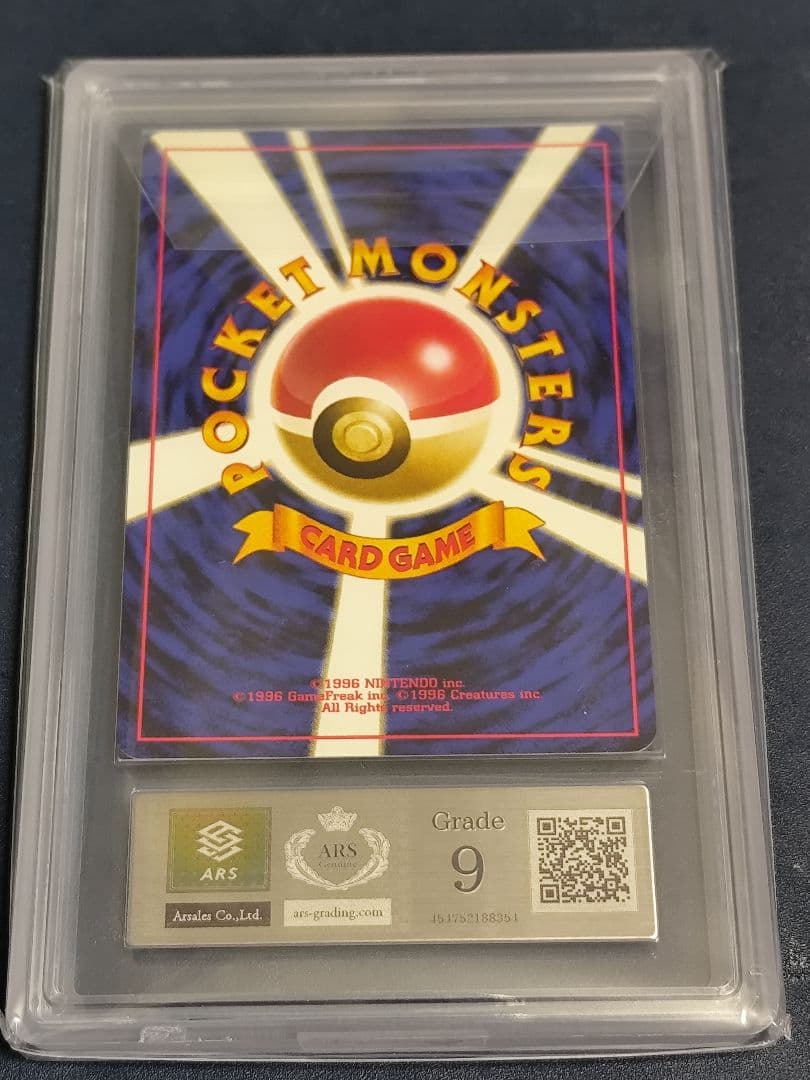 POCKET MONSTERS
CARD GAME
©1996 NINTENDO inc.
©1996 GameFreak inc. ©1996 Creatures inc.
All Rights reserved.
ARS
Arsales Co.,Ltd.
ARS
Genuine
ars-grading.com
Grade
9
454752188354